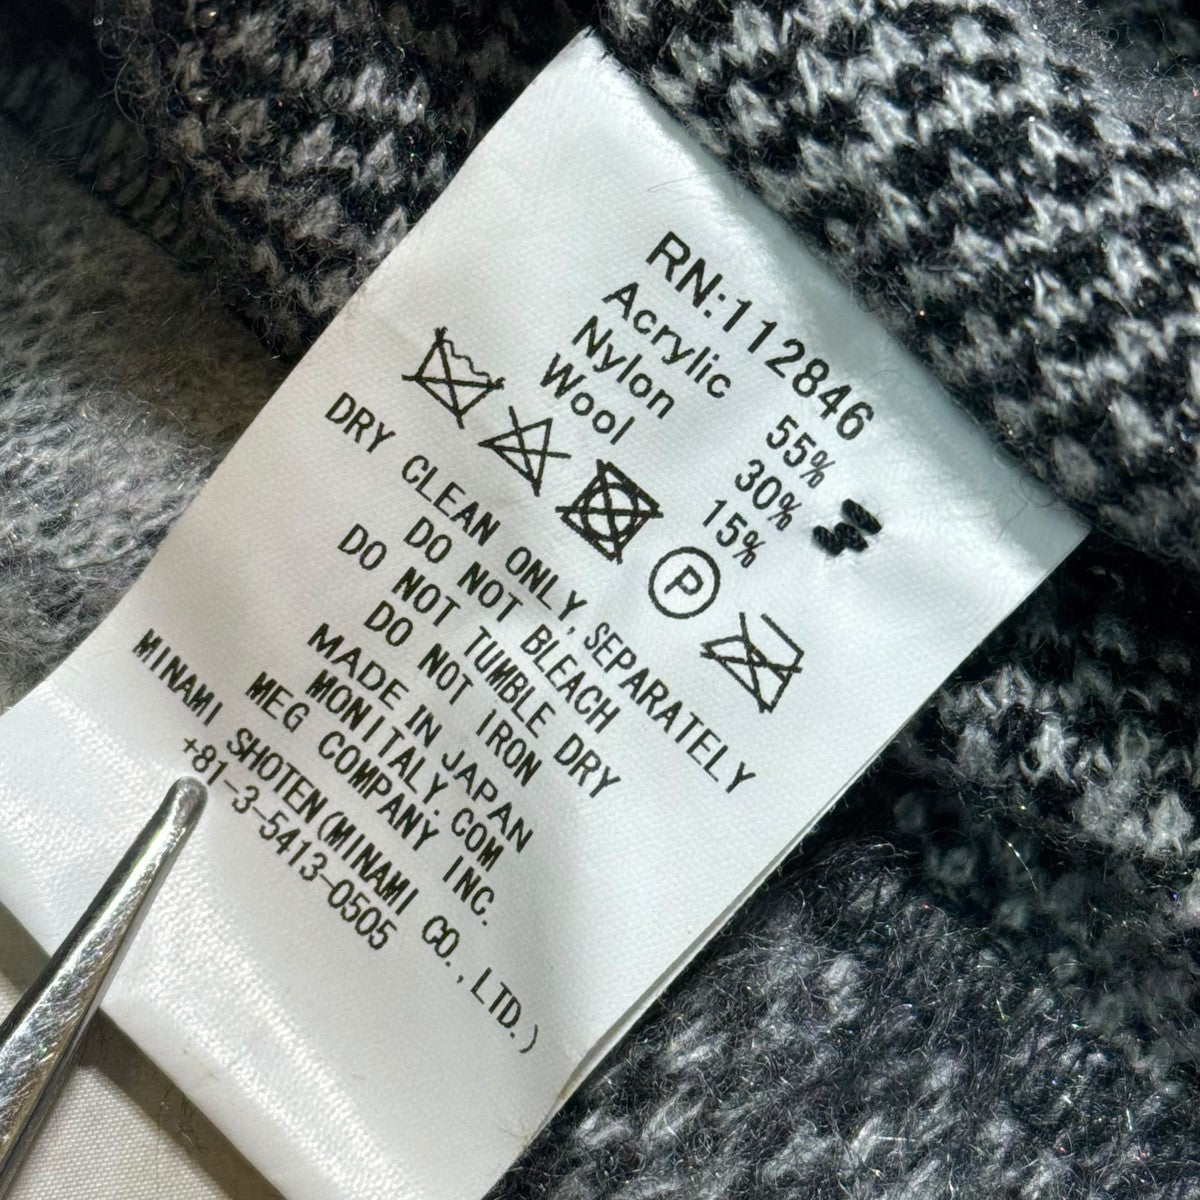 RN:112846
Acrylic 55%
Nylon 30%
Wool 15%
P
DRY CLEAN ONLY, SEPARATELY
DO NOT BLEACH
DO NOT TUMBLE DRY
DO NOT IRON
MADE IN JAPAN
MONITALY.COM
MEG COMPANY INC.
MINAMI SHOTEN(MINAMI CO.,LTD.)
+81-3-5413-0505